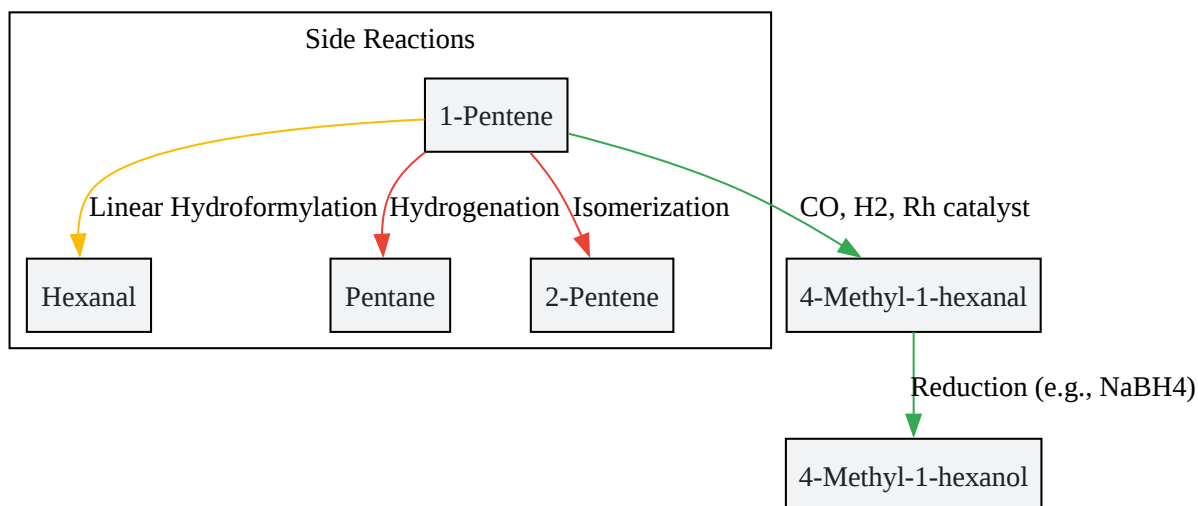 Side Reactions
1-Pentene
Linear Hydroformylation
Hydrogenation
Isomerization
CO, H2, Rh catalyst
Hexanal
Pentane
2-Pentene
4-Methyl-1-hexanal
Reduction (e.g., NaBH4)
4-Methyl-1-hexanol